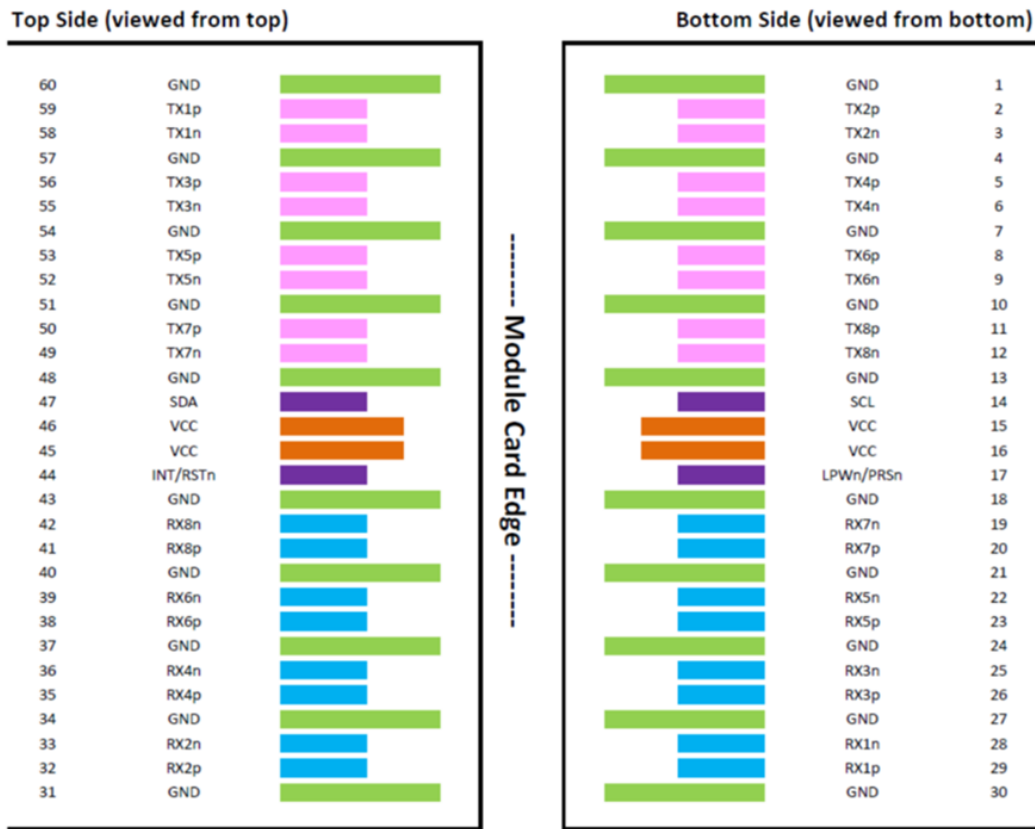 Top Side (viewed from top)
Bottom Side (viewed from bottom)
60 GND GND 1
59 TX1p TX2p 2
58 TX1n TX2n 3
57 GND GND 4
56 TX3p TX4p 5
55 TX3n TX4n 6
54 GND GND 7
53 TX5p TX6p 8
52 TX5n TX6n 9
51 GND GND 10
50 TX7p TX8p 11
49 TX7n TX8n 12
48 GND GND 13
47 SDA SCL 14
46 VCC VCC 15
45 VCC VCC 16
44 INT/RSTn LPWn/PRSn 17
43 GND GND 18
42 RX8n RX7n 19
41 RX8p RX7p 20
40 GND GND 21
39 RX6n RX5n 22
38 RX6p RX5p 23
37 GND GND 24
36 RX4n RX3n 25
35 RX4p RX3p 26
34 GND GND 27
33 RX2n RX1n 28
32 RX2p RX1p 29
31 GND GND 30
-------- Module Card Edge --------